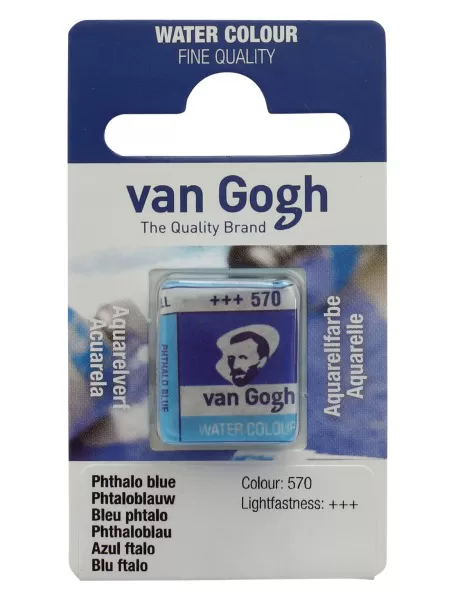 WATER COLOUR
FINE QUALITY
van Gogh
The Quality Brand
Aquarelverf
Acuarela
LL
+++ 570
PHTHALO BLUE
van Gogh
WATER COLOUR
Aquarellfarbe
Aquarelle
Phthalo blue
Phtaloblauw
Bleu phtalo
Phthaloblau
Azul ftalo
Blu ftalo
Colour: 570
Lightfastness: +++